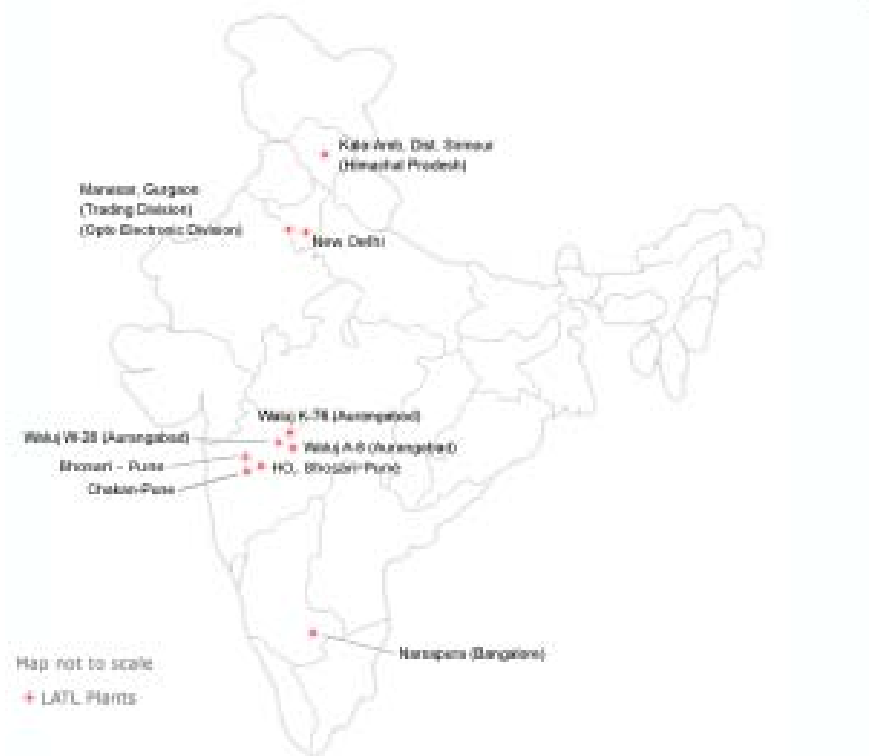 Kala Amb, Dist. Sirmour
(Himachal Pradesh)
Manesar, Gurgaon
(Trading Division)
(Opto Electronic Division)
New Delhi
Waluj K-76 (Aurangabad)
Waluj W-28 (Aurangabad)
Waluj A-8 (Aurangabad)
Bhosari - Pune
HO, Bhosari-Pune
Chakan-Pune
Narsapura (Bangalore)
Map not to scale
LATL Plants